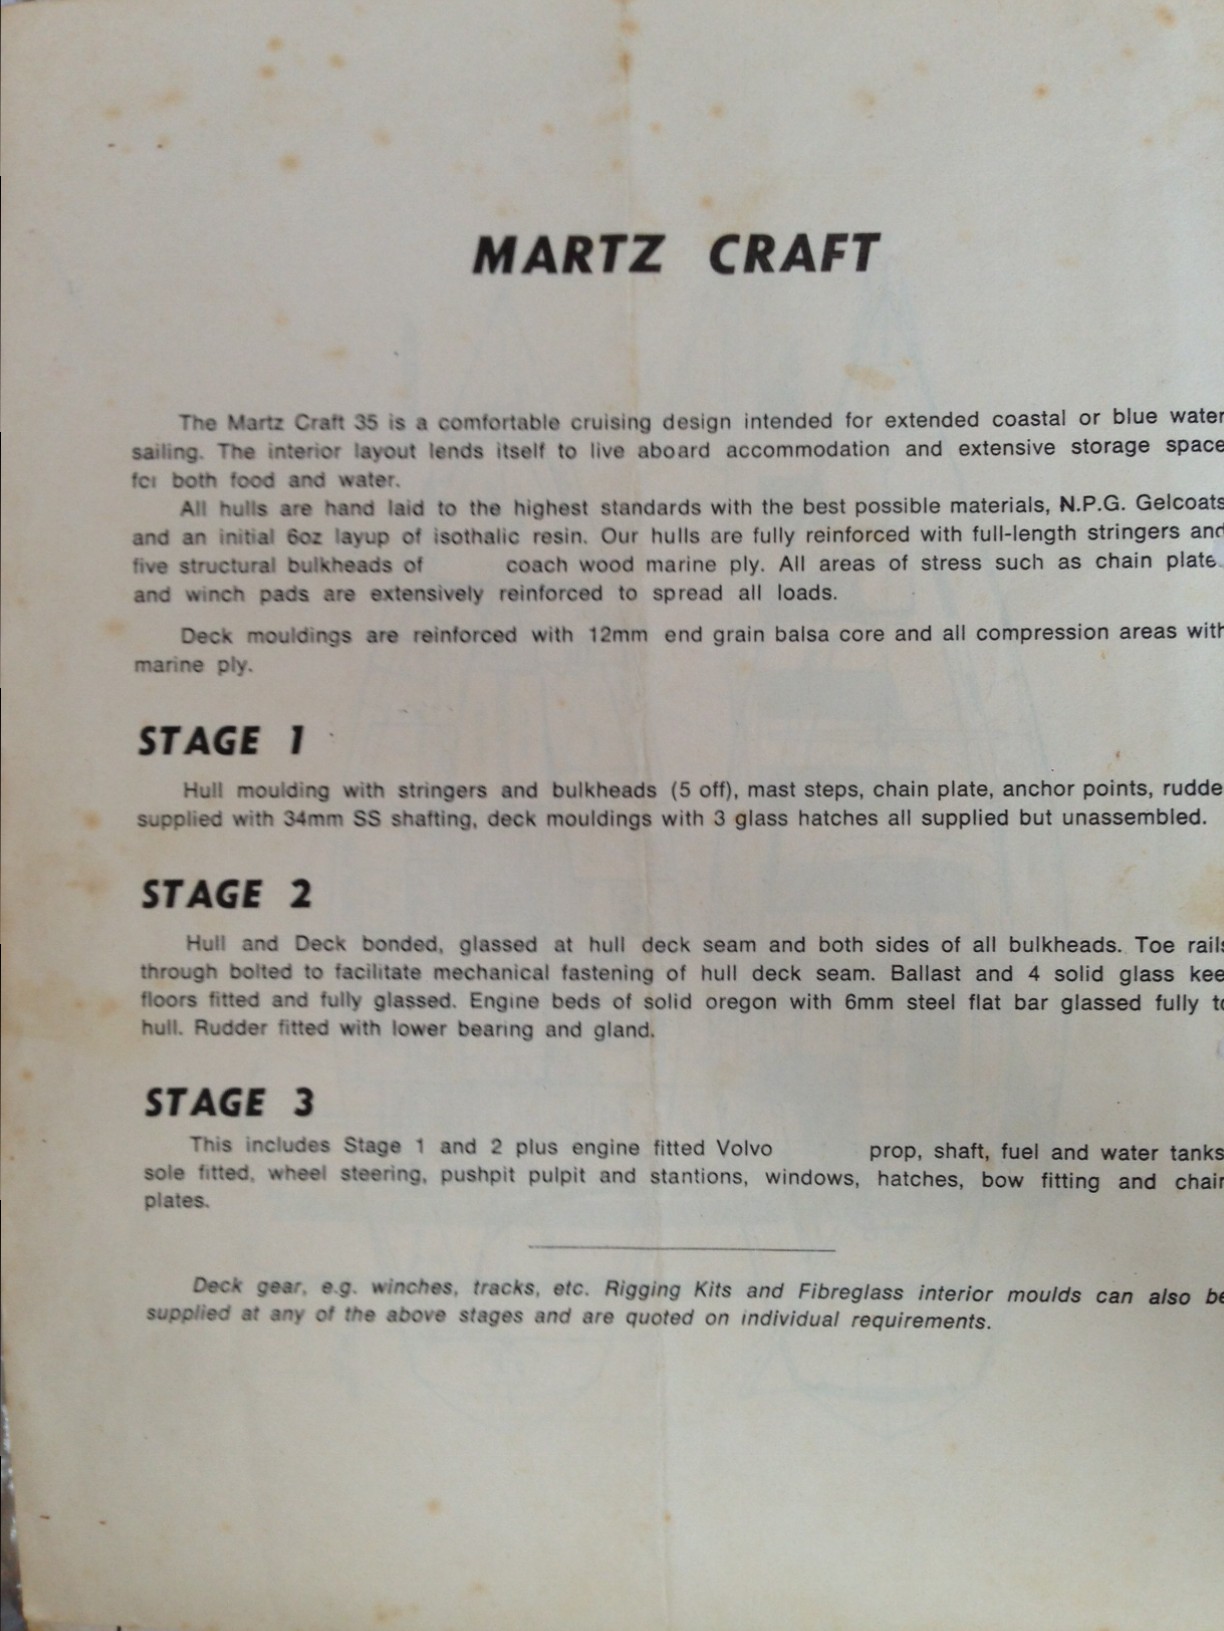 MARTZ CRAFT
The Martz Craft 35 is a comfortable cruising design intended for extended coastal or blue water
sailing. The interior layout lends itself to live aboard accommodation and extensive storage space
for both food and water.
All hulls are hand laid to the highest standards with the best possible materials, N.P.G. Gelcoats
and an initial 6oz layup of isothalic resin. Our hulls are fully reinforced with full-length stringers and
five structural bulkheads of coach wood marine ply. All areas of stress such as chain plate
and winch pads are extensively reinforced to spread all loads.
Deck mouldings are reinforced with 12mm end grain balsa core and all compression areas with
marine ply.
STAGE 1
Hull moulding with stringers and bulkheads (5 off), mast steps, chain plate, anchor points, rudde
supplied with 34mm SS shafting, deck mouldings with 3 glass hatches all supplied but unassembled.
STAGE 2
Hull and Deck bonded, glassed at hull deck seam and both sides of all bulkheads. Toe rails
through bolted to facilitate mechanical fastening of hull deck seam. Ballast and 4 solid glass kee
floors fitted and fully glassed. Engine beds of solid oregon with 6mm steel flat bar glassed fully to
hull. Rudder fitted with lower bearing and gland.
STAGE 3
This includes Stage 1 and 2 plus engine fitted Volvo prop, shaft, fuel and water tanks
sole fitted, wheel steering, pushpit pulpit and stantions, windows, hatches, bow fitting and chain
plates.
Deck gear, e.g. winches, tracks, etc. Rigging Kits and Fibreglass interior moulds can also be
supplied at any of the above stages and are quoted on individual requirements.